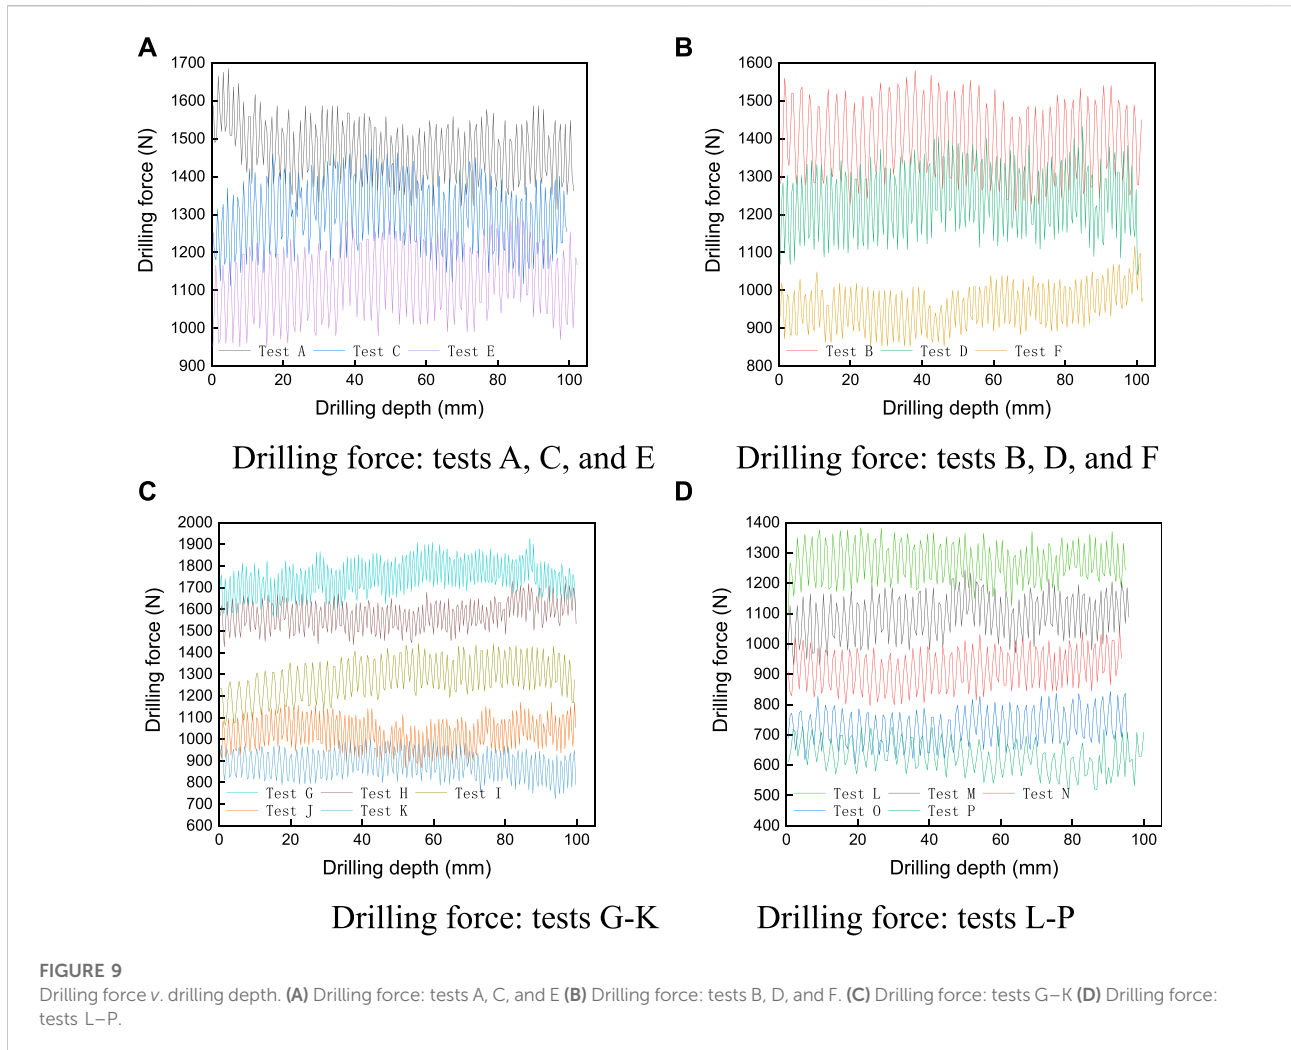 A
1700
1600
1500
1400
1300
1200
1100
1000
900
Drilling force (N)
Test A Test C Test E
0 20 40 60 80 100
Drilling depth (mm)
Drilling force: tests A, C, and E
B
1600
1500
1400
1300
1200
1100
1000
900
800
Drilling force (N)
Test B Test D Test F
0 20 40 60 80 100
Drilling depth (mm)
Drilling force: tests B, D, and F
C
2000
1900
1800
1700
1600
1500
1400
1300
1200
1100
1000
900
800
700
600
Drilling force (N)
Test G Test H Test I
Test J Test K
0 20 40 60 80 100
Drilling depth (mm)
Drilling force: tests G-K
D
1400
1300
1200
1100
1000
900
800
700
600
500
400
Drilling force (N)
Test L Test M Test N
Test O Test P
0 20 40 60 80 100
Drilling depth (mm)
Drilling force: tests L-P
FIGURE 9
Drilling force v. drilling depth. (A) Drilling force: tests A, C, and E (B) Drilling force: tests B, D, and F. (C) Drilling force: tests G–K (D) Drilling force:
tests L–P.